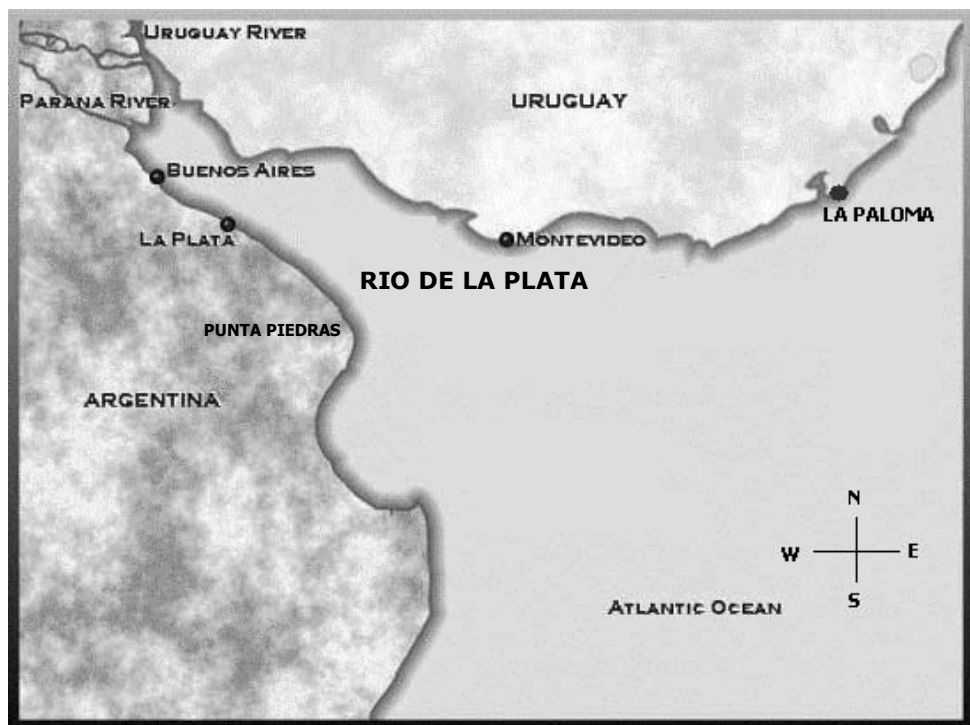 URUGUAY RIVER
PARANA RIVER
URUGUAY
BUENOS AIRES
LA PALOMA
LA PLATA
MONTEVIDEO
RIO DE LA PLATA
PUNTA PIEDRAS
ARGENTINA
N
W E
S
ATLANTIC OCEAN